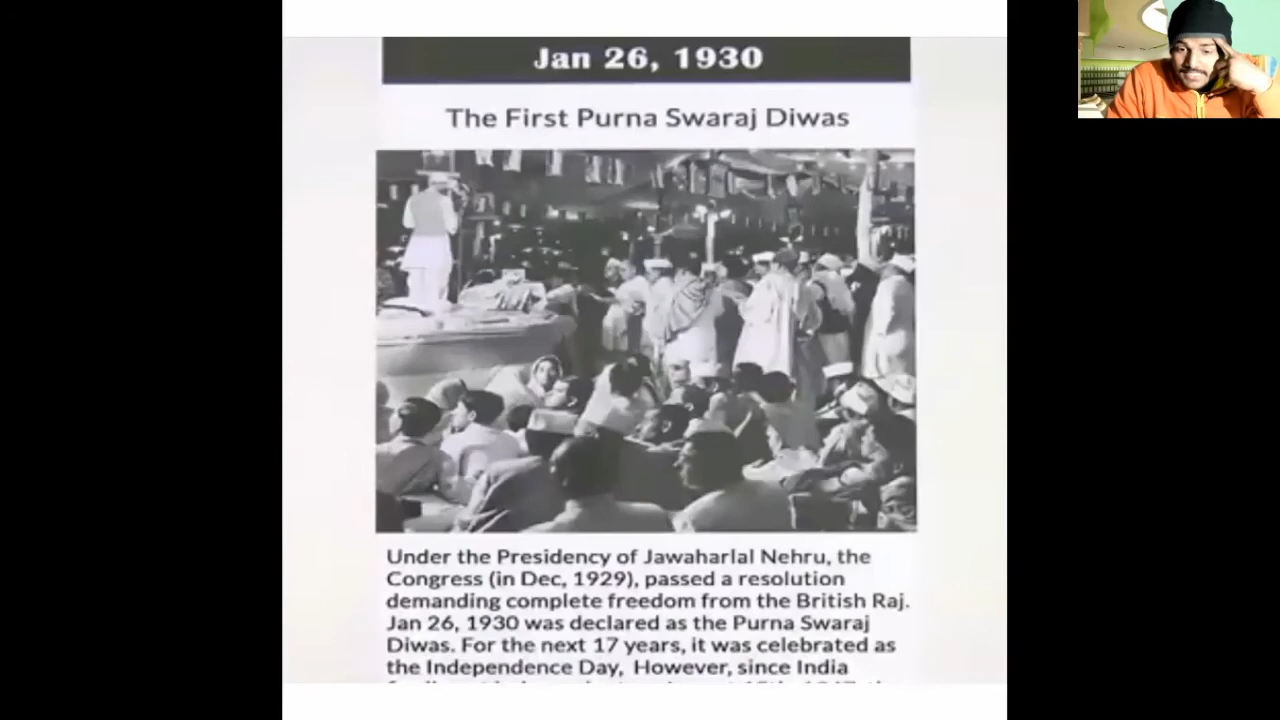 Jan 26, 1930
The First Purna Swaraj Diwas
Under the Presidency of Jawaharlal Nehru, the
Congress (in Dec, 1929), passed a resolution
demanding complete freedom from the British Raj.
Jan 26, 1930 was declared as the Purna Swaraj
Diwas. For the next 17 years, it was celebrated as
the Independence Day, However, since India